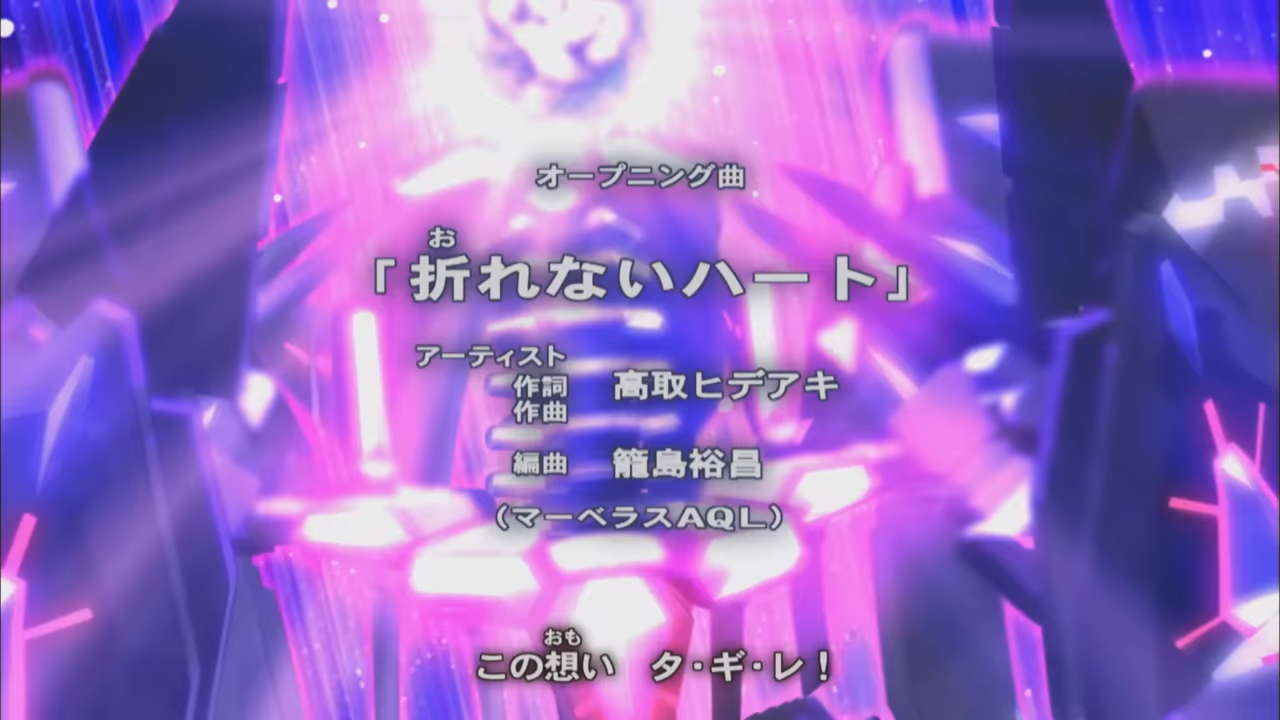 オープニング曲
お
「折れないハート」
アーティスト
作詞 高取ヒデアキ
作曲
編曲 籠島裕昌
（マーベラスAQL）
おも
この想い タ・ギ・レ！